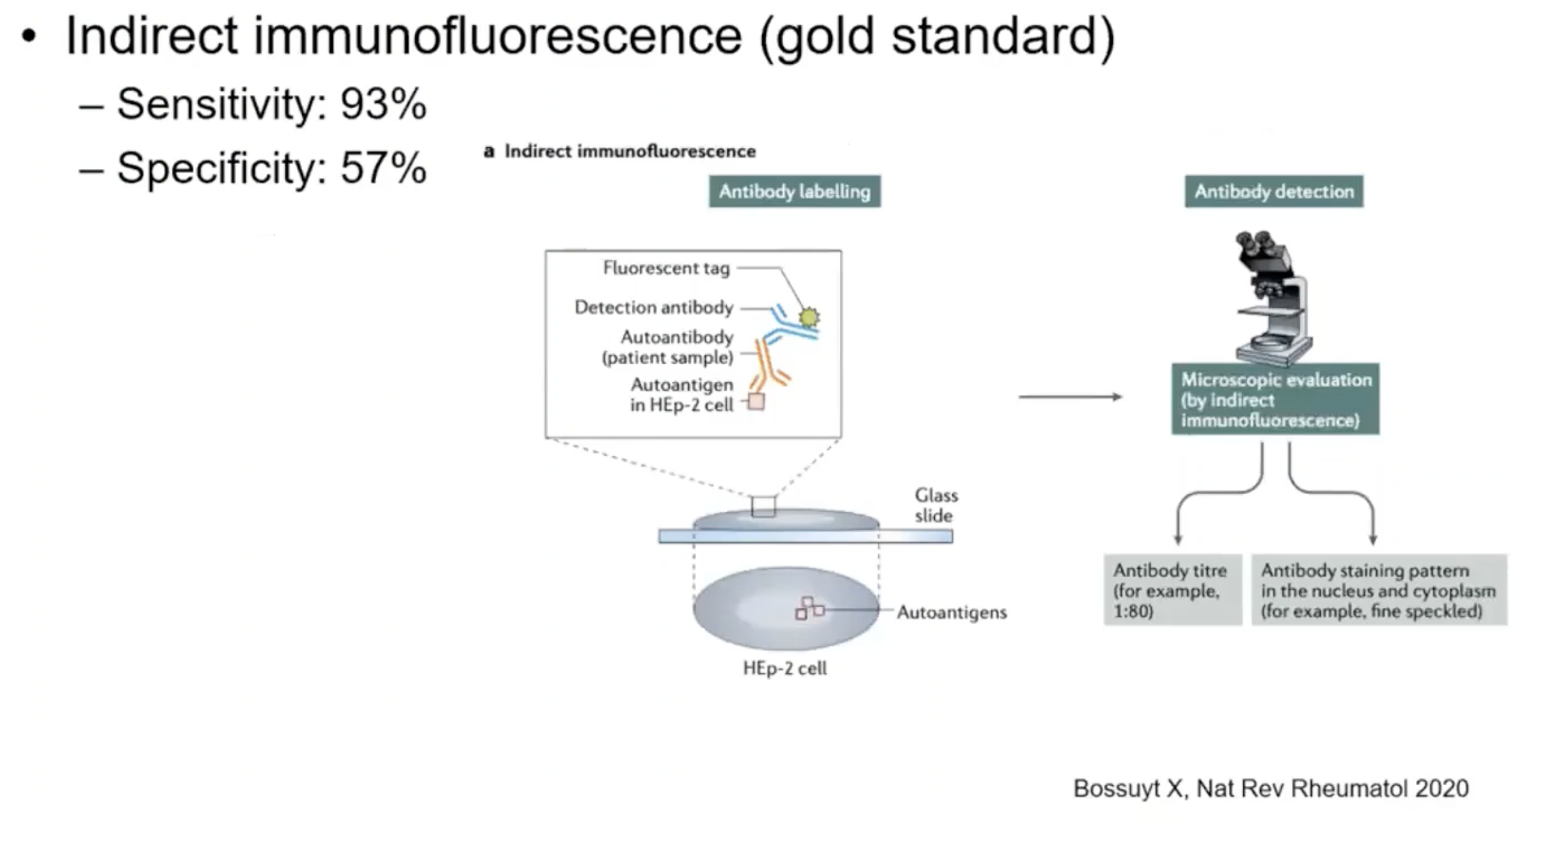 • Indirect immunofluorescence (gold standard)
– Sensitivity: 93%
– Specificity: 57%
a Indirect immunofluorescence
Antibody labelling
Fluorescent tag
Detection antibody
Autoantibody
(patient sample)
Autoantigen
in HEp-2 cell
Glass
slide
Autoantigens
HEp-2 cell
Antibody detection
Microscopic evaluation
(by indirect
immunofluorescence)
Antibody titre
(for example,
1:80)
Antibody staining pattern
in the nucleus and cytoplasm
(for example, fine speckled)
Bossuyt X, Nat Rev Rheumatol 2020